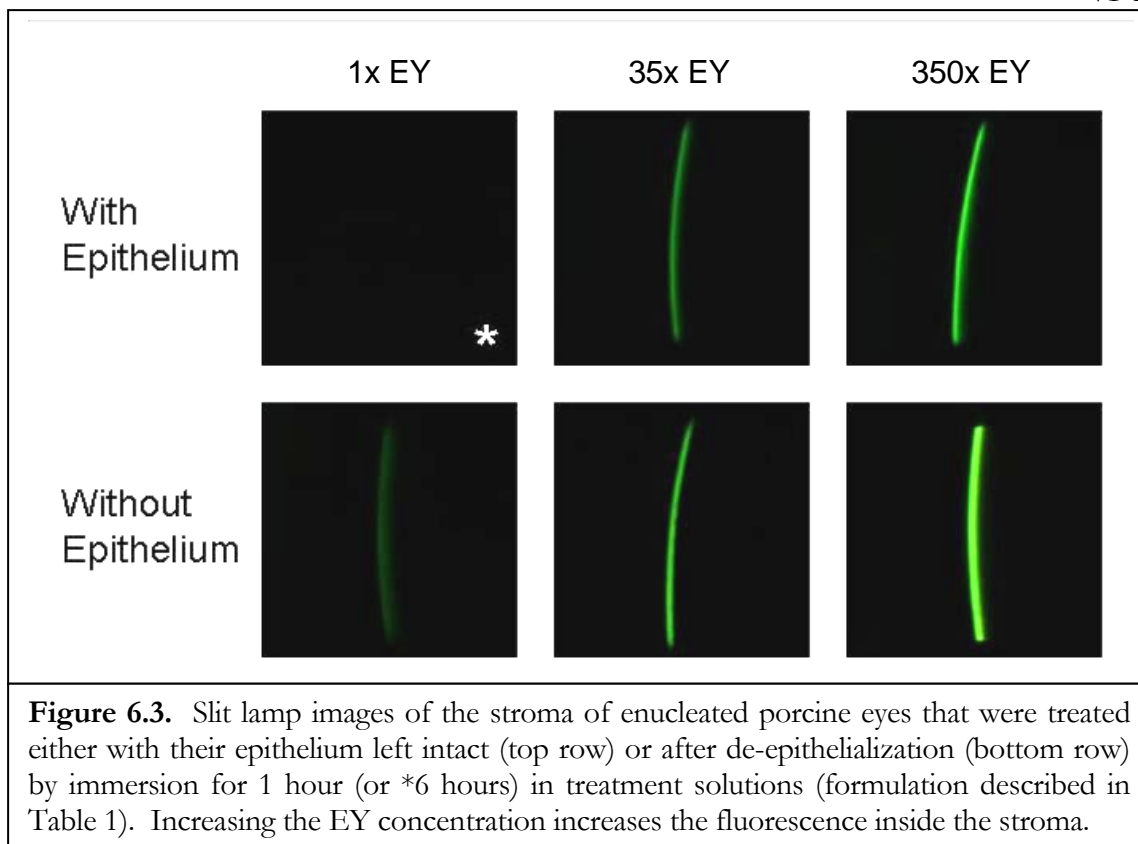 1x EY 35x EY 350x EY
With
Epithelium
*
Without
Epithelium
Figure 6.3. Slit lamp images of the stroma of enucleated porcine eyes that were treated
either with their epithelium left intact (top row) or after de-epithelialization (bottom row)
by immersion for 1 hour (or *6 hours) in treatment solutions (formulation described in
Table 1). Increasing the EY concentration increases the fluorescence inside the stroma.